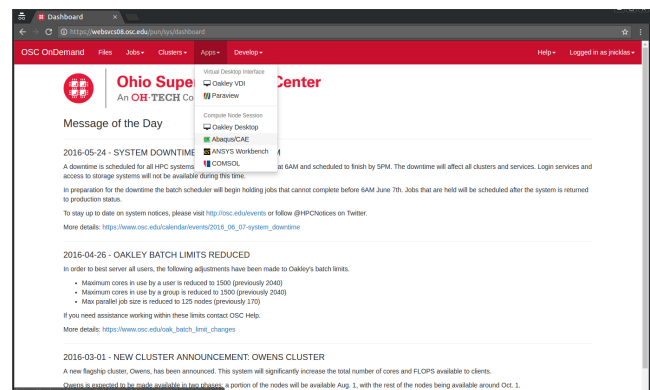 Dashboard
https://websvcs08.osc.edu/pun/sys/dashboard
OSC OnDemand Files Jobs Clusters Apps Develop Help Logged in as jnicklas
Virtual Desktop Interface
Oakley VDI
Paraview
Compute Node Session
Oakley Desktop
Abaqus/CAE
ANSYS Workbench
COMSOL
Ohio Supe enter
An OH·TECH Co
Message of the Day
2016-05-24 - SYSTEM DOWNTIME M
A downtime is scheduled for all HPC systems at 6AM and scheduled to finish by 5PM. The downtime will affect all clusters and services. Login services and
access to storage systems will not be available during this time.
In preparation for the downtime the batch scheduler will begin holding jobs that cannot complete before 6AM June 7th. Jobs that are held will be scheduled after the system is returned
to production status.
To stay up to date on system notices, please visit http://osc.edu/events or follow @HPCNotices on Twitter.
More details: https://www.osc.edu/calendar/events/2016_06_07-system_downtime
2016-04-26 - OAKLEY BATCH LIMITS REDUCED
In order to best server all users, the following adjustments have been made to Oakley's batch limits.
• Maximum cores in use by a user is reduced to 1500 (previously 2040)
• Maximum cores in use by a group is reduced to 1500 (previously 2040)
• Max parallel job size is reduced to 125 nodes (previously 170)
If you need assistance working within these limits contact OSC Help.
More details: https://www.osc.edu/oak_batch_limit_changes
2016-03-01 - NEW CLUSTER ANNOUNCEMENT: OWENS CLUSTER
A new flagship cluster, Owens, has been announced. This system will significantly increase the total number of cores and FLOPS available to clients.
Owens is expected to be made available in two phases: a portion of the nodes will be available Aug. 1, with the rest of the nodes being available around Oct. 1.